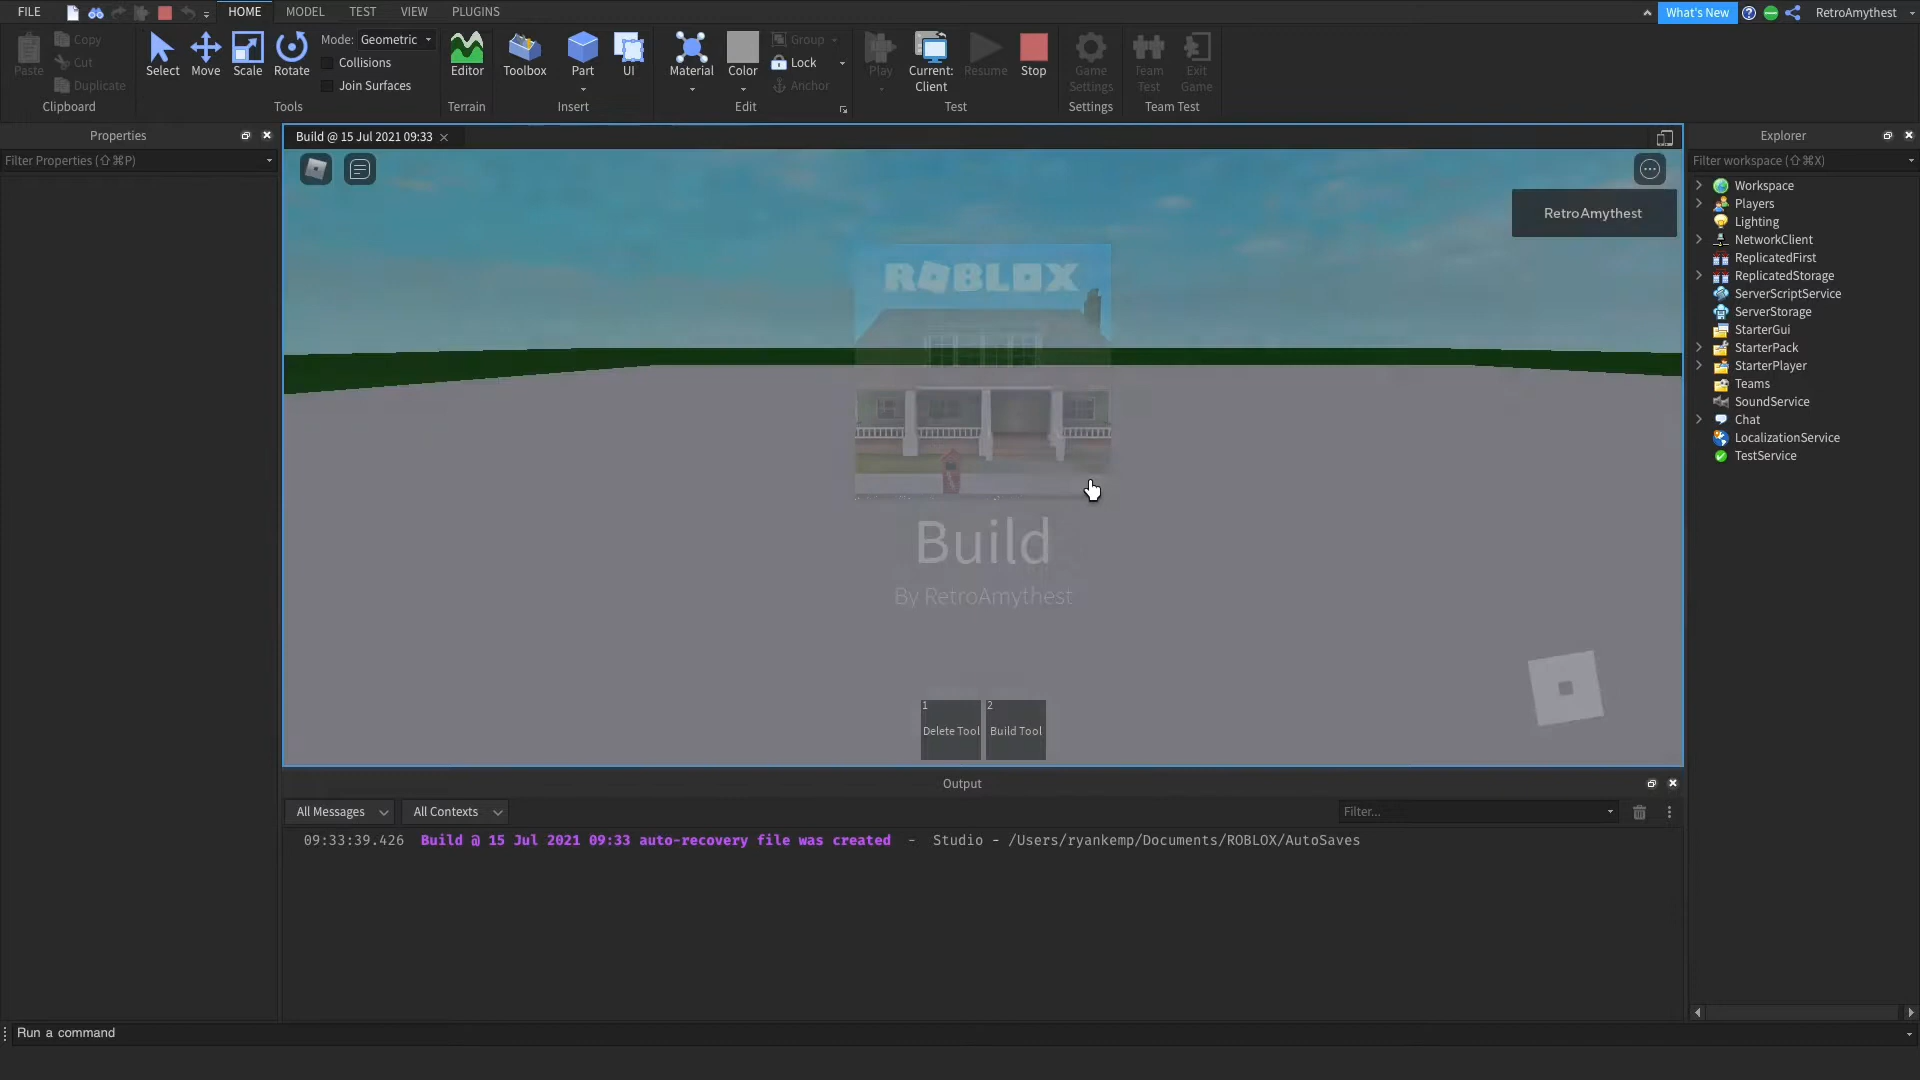 FILE
HOME
MODEL
TEST
VIEW
PLUGINS
What's New
RetroAmythest
Paste
Copy
Cut
Duplicate
Clipboard
Select
Move
Scale
Rotate
Mode: Geometric
Collisions
Join Surfaces
Tools
Editor
Terrain
Toolbox
Part
UI
Insert
Material
Color
Group
Lock
Anchor
Edit
Play
Current:
Client
Resume
Stop
Test
Game
Settings
Settings
Team
Test
Exit
Game
Team Test
Properties
Filter Properties (⇧⌘P)
Build @ 15 Jul 2021 09:33
RetroAmythest
ROBLOX
Build
By RetroAmythest
1
Delete Tool
2
Build Tool
Explorer
Filter workspace (⇧⌘X)
Workspace
Players
Lighting
NetworkClient
ReplicatedFirst
ReplicatedStorage
ServerScriptService
ServerStorage
StarterGui
StarterPack
StarterPlayer
Teams
SoundService
Chat
LocalizationService
TestService
Output
All Messages
All Contexts
Filter...
09:33:39.426 Build @ 15 Jul 2021 09:33 auto-recovery file was created - Studio - /Users/ryankemp/Documents/ROBLOX/AutoSaves
Run a command